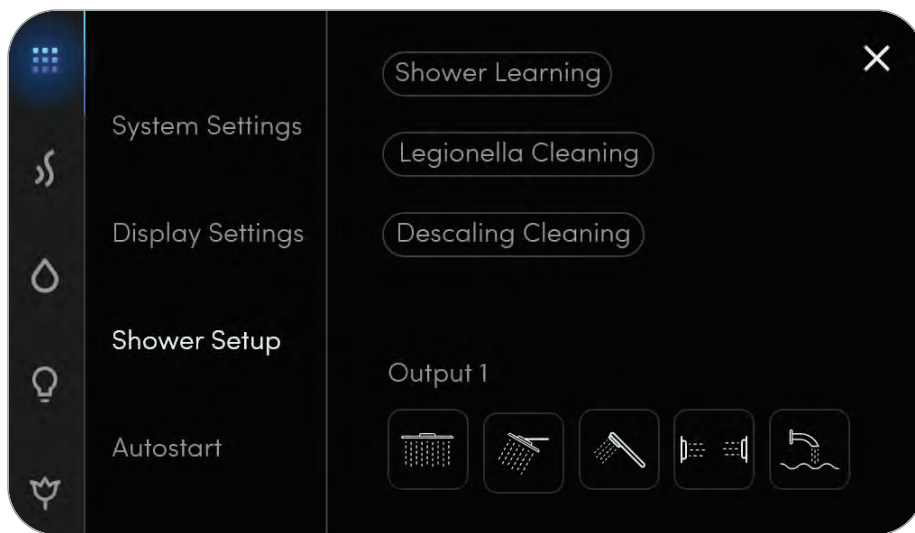 System Settings
Display Settings
Shower Setup
Autostart
Shower Learning
Legionella Cleaning
Descaling Cleaning
Output 1